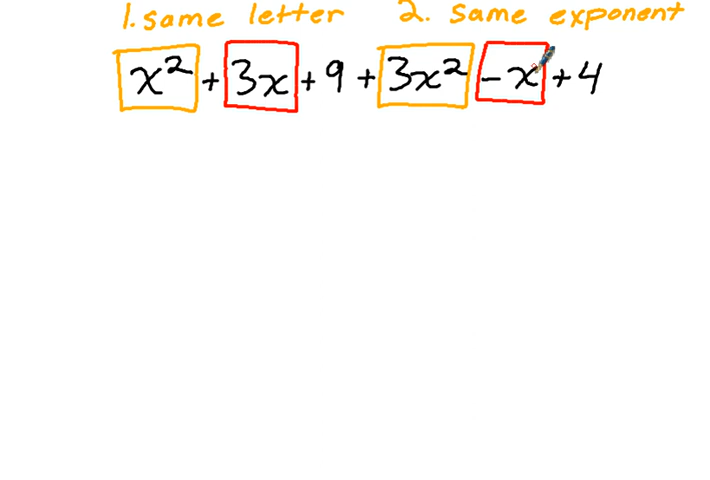 1. same letter 2. same exponent
x² + 3x + 9 + 3x² - x + 4